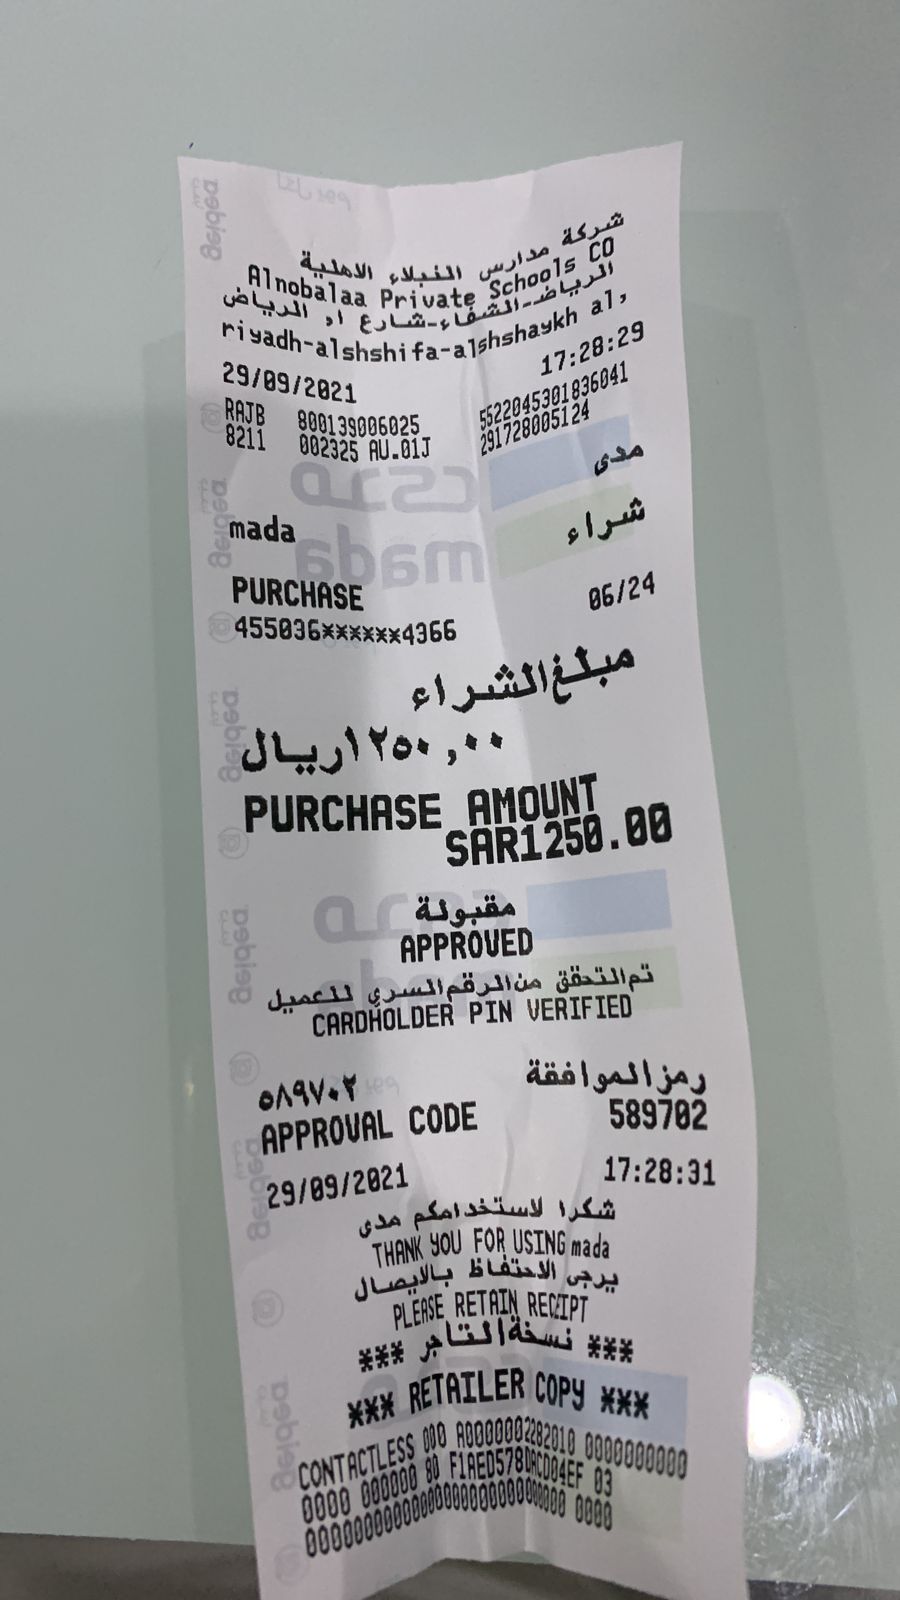 شركة مدارس النبلاء الاهلية
Alnobalaa Private Schools CO
الرياض-الشفاء-شارع ا، الرياض
riyadh-alshshifa-alshshaykh al,
29/09/2021 17:28:29
RAJB 800139006025 5522045301836041
8211 002325 AU.01J 291728005124
مدى
mada
شراء
PURCHASE
06/24
455036******4366
مبلغ الشراء
١٢٥٠,٠٠ ريال
PURCHASE AMOUNT
SAR1250.00
مقبولة
APPROVED
تم التحقق من الرقم السري للعميل
CARDHOLDER PIN VERIFIED
رمز الموافقة ٥٨٩٧٠٢
APPROVAL CODE 589702
29/09/2021 17:28:31
شكرا لاستخدامكم مدى
THANK YOU FOR USING mada
يرجى الاحتفاظ بالايصال
PLEASE RETAIN RECEIPT
*** نسخة التاجر ***
*** RETAILER COPY ***
CONTACTLESS 000 A0000002282010 0000000000
0000 000000 80 F1AED578DACD04EF 03